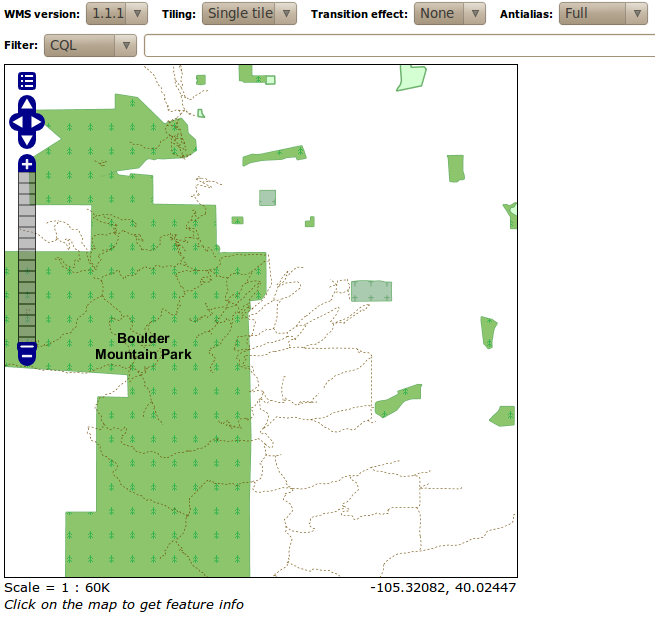 WMS version: 1.1.1 Tiling: Single tile Transition effect: None Antialias: Full
Filter: CQL
Boulder
Mountain Park
Scale = 1 : 60K -105.32082, 40.02447
Click on the map to get feature info